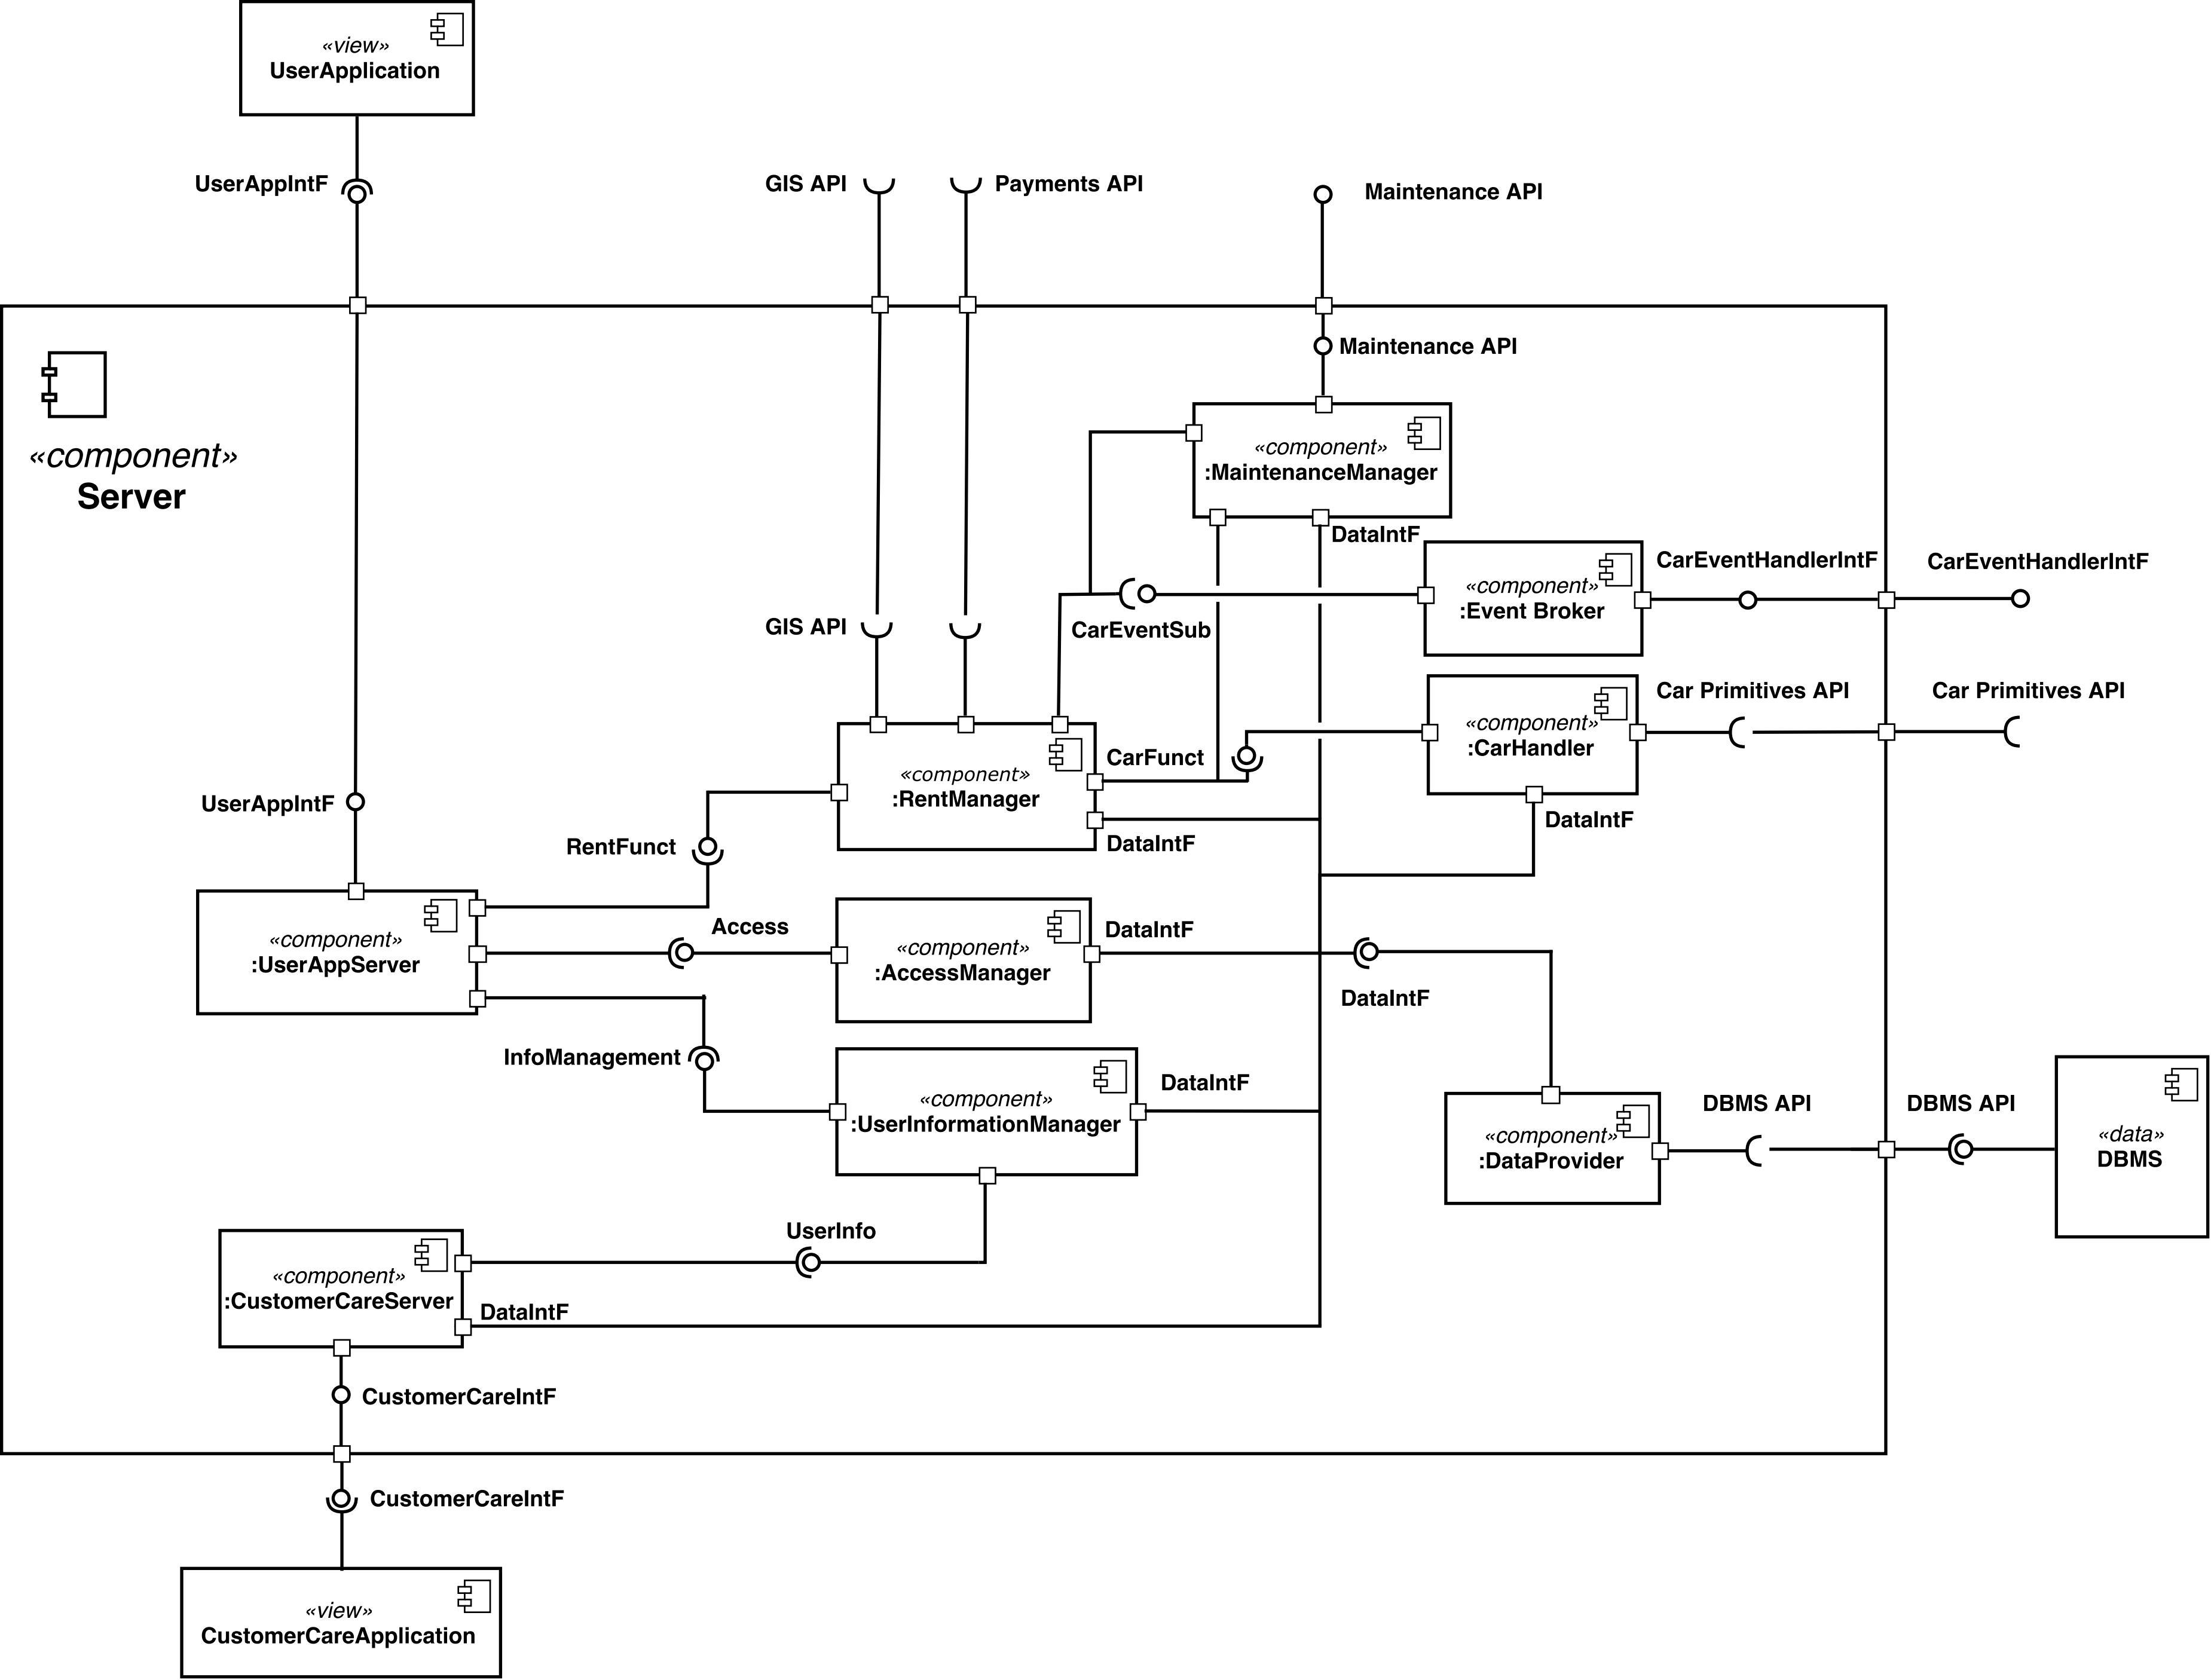 «view»
UserApplication
UserAppIntF
GIS API
Payments API
Maintenance API
«component»
Server
Maintenance API
«component»
:MaintenanceManager
DataIntF
«component»
:Event Broker
CarEventHandlerIntF
CarEventHandlerIntF
GIS API
CarEventSub
«component»
:CarHandler
Car Primitives API
Car Primitives API
DataIntF
«component»
:RentManager
CarFunct
DataIntF
UserAppIntF
RentFunct
«component»
:UserAppServer
Access
«component»
:AccessManager
DataIntF
DataIntF
InfoManagement
«component»
:UserInformationManager
DataIntF
«component»
:DataProvider
DBMS API
DBMS API
«data»
DBMS
UserInfo
«component»
:CustomerCareServer
DataIntF
CustomerCareIntF
CustomerCareIntF
«view»
CustomerCareApplication